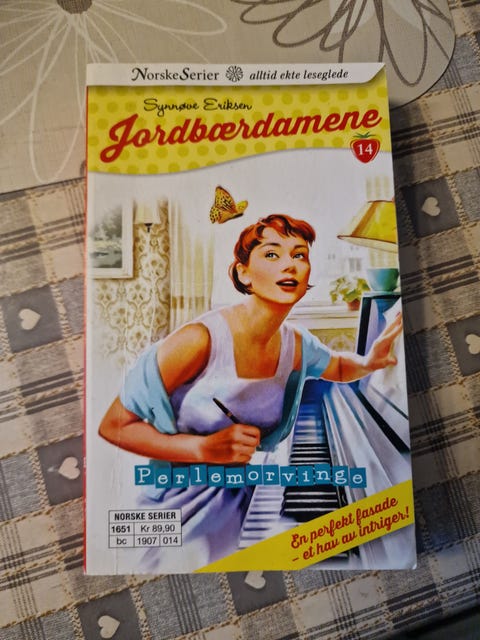 NorskeSerier alltid ekte leseglede
Synnøve Eriksen
Jordbærdamene
14
Perlemorvinge
NORSKE SERIER
1651 Kr 89,90
bc 1907 014
En perfekt fasade
– et hav av intriger!